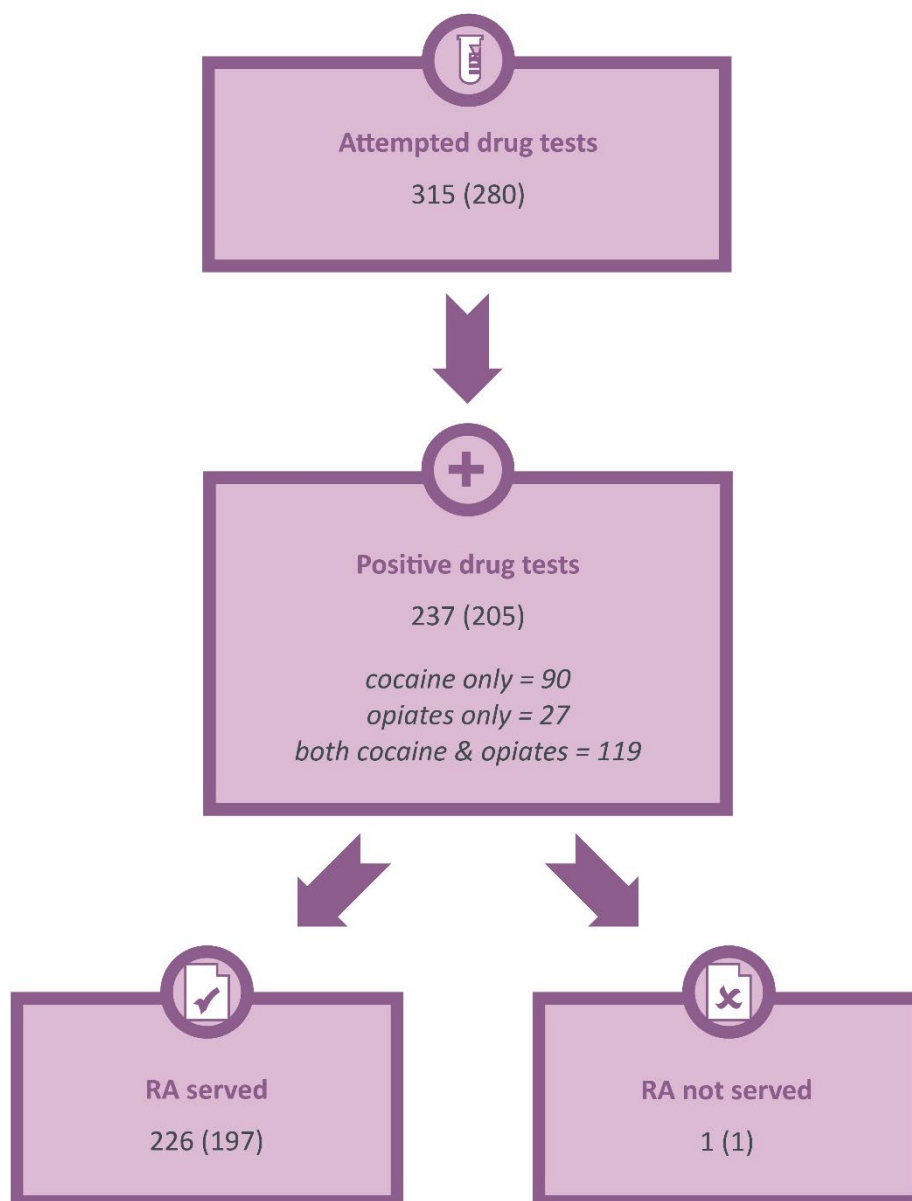 Attempted drug tests
315 (280)
Positive drug tests
237 (205)
cocaine only = 90
opiates only = 27
both cocaine & opiates = 119
RA served
226 (197)
RA not served
1 (1)